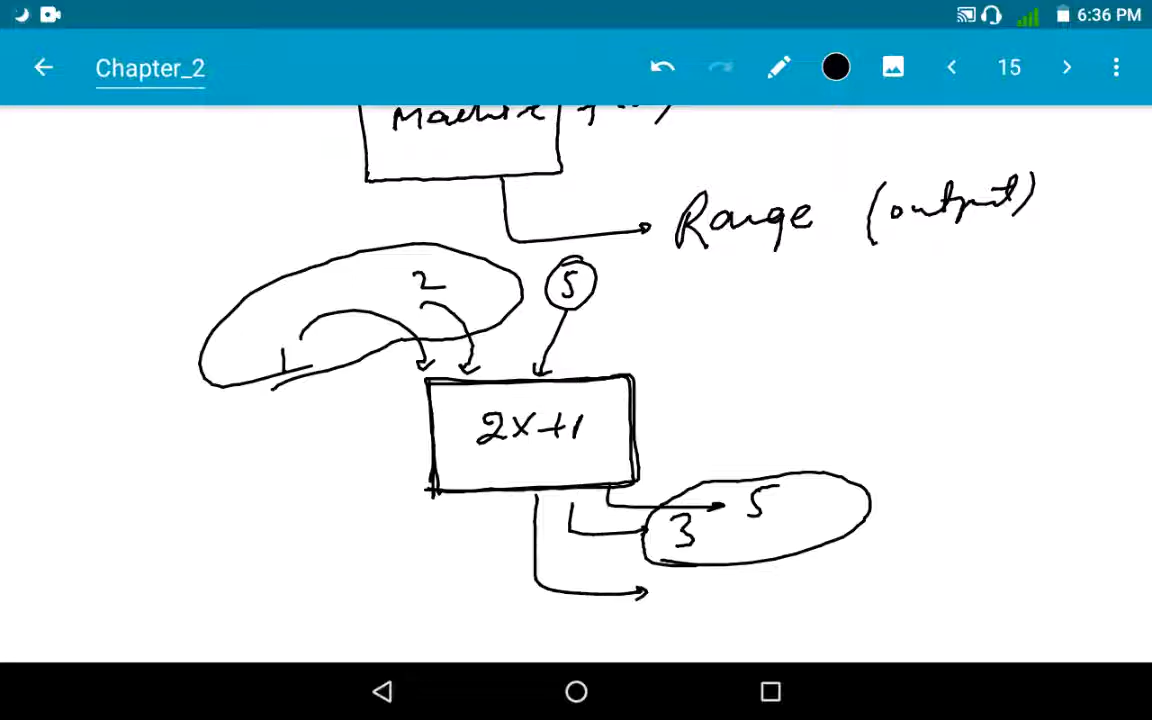 6:36 PM
Chapter_2
15
Machine
Range (output)
2
5
1
2x+1
5
3